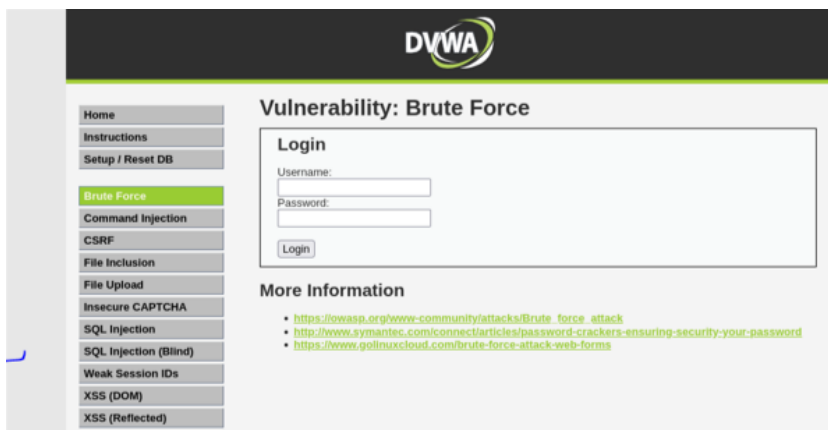 DVWA
Home
Instructions
Setup / Reset DB
Brute Force
Command Injection
CSRF
File Inclusion
File Upload
Insecure CAPTCHA
SQL Injection
SQL Injection (Blind)
Weak Session IDs
XSS (DOM)
XSS (Reflected)
Vulnerability: Brute Force
Login
Username:
Password:
Login
More Information
https://owasp.org/www-community/attacks/Brute_force_attack
http://www.symantec.com/connect/articles/password-crackers-ensuring-security-your-password
https://www.golinuxcloud.com/brute-force-attack-web-forms